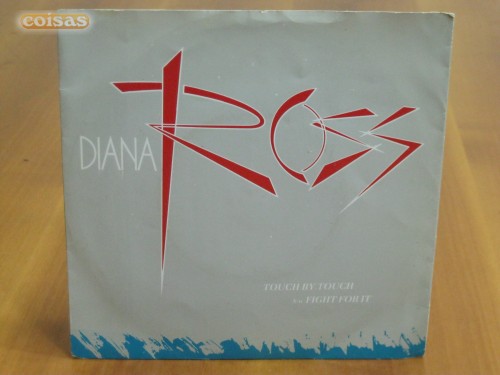 coisas
DIANA
ROSS
TOUCH BY TOUCH
FIGHT FOR IT